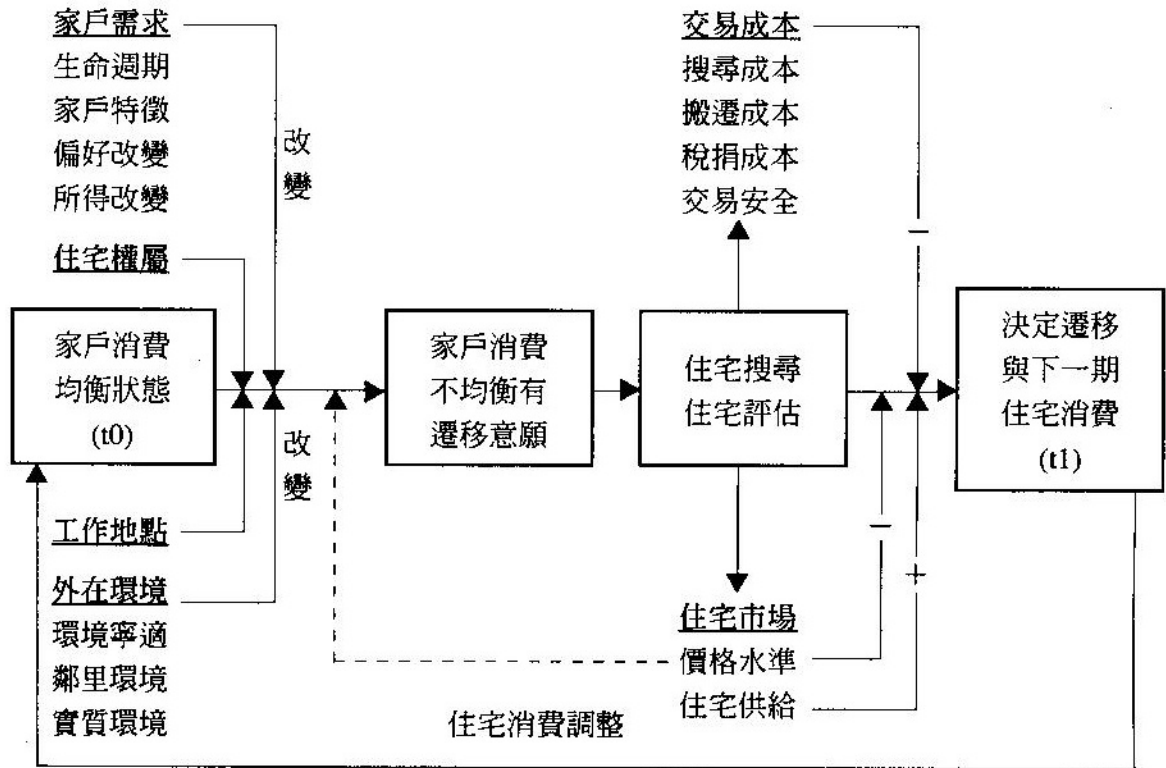 家戶需求
生命週期
家戶特徵
偏好改變
所得改變
改
變
住宅權屬
交易成本
搜尋成本
搬遷成本
稅捐成本
交易安全
−
家戶消費
均衡狀態
(t0)
家戶消費
不均衡有
遷移意願
住宅搜尋
住宅評估
決定遷移
與下一期
住宅消費
(t1)
改
變
工作地點
外在環境
環境寧適
鄰里環境
實質環境
−
+
住宅市場
價格水準
住宅供給
住宅消費調整